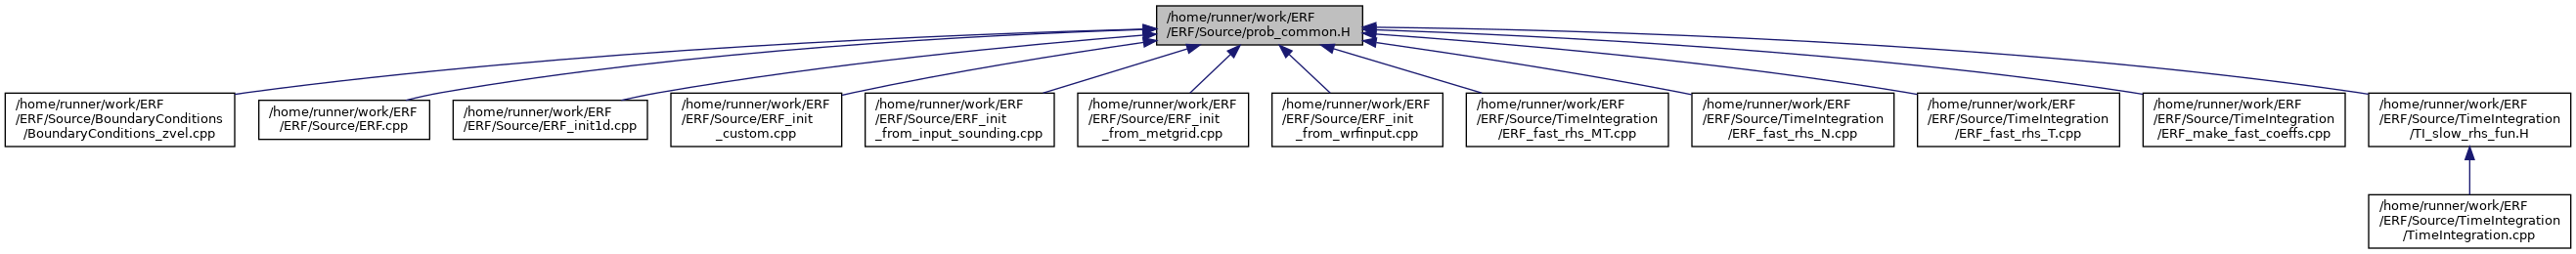 /home/runner/work/ERF
/ERF/Source/prob_common.H
/home/runner/work/ERF
/ERF/Source/BoundaryConditions
/BoundaryConditions_zvel.cpp
/home/runner/work/ERF
/ERF/Source/ERF.cpp
/home/runner/work/ERF
/ERF/Source/ERF_init1d.cpp
/home/runner/work/ERF
/ERF/Source/ERF_init
_custom.cpp
/home/runner/work/ERF
/ERF/Source/ERF_init
_from_input_sounding.cpp
/home/runner/work/ERF
/ERF/Source/ERF_init
_from_metgrid.cpp
/home/runner/work/ERF
/ERF/Source/ERF_init
_from_wrfinput.cpp
/home/runner/work/ERF
/ERF/Source/TimeIntegration
/ERF_fast_rhs_MT.cpp
/home/runner/work/ERF
/ERF/Source/TimeIntegration
/ERF_fast_rhs_N.cpp
/home/runner/work/ERF
/ERF/Source/TimeIntegration
/ERF_fast_rhs_T.cpp
/home/runner/work/ERF
/ERF/Source/TimeIntegration
/ERF_make_fast_coeffs.cpp
/home/runner/work/ERF
/ERF/Source/TimeIntegration
/TI_slow_rhs_fun.H
/home/runner/work/ERF
/ERF/Source/TimeIntegration
/TimeIntegration.cpp